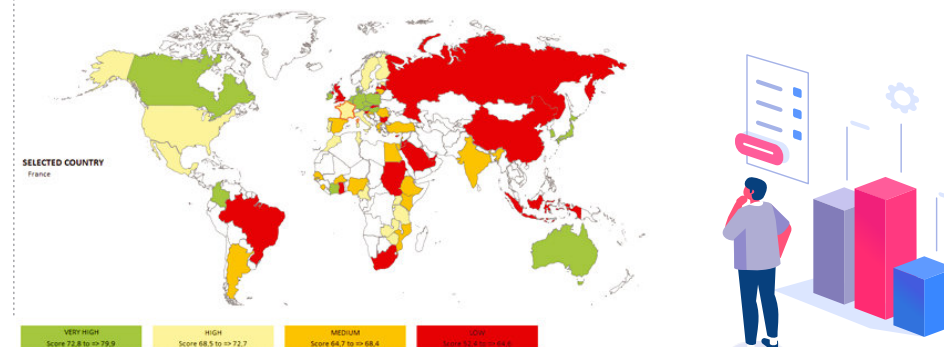 SELECTED COUNTRY
France
VERY HIGH
Score 72.8 to => 79.9
HIGH
Score 68.5 to => 72.7
MEDIUM
Score 64.7 to => 68.4
LOW